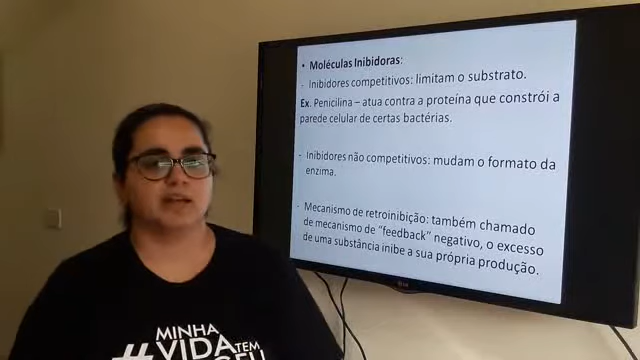 • Moléculas Inibidoras:
- Inibidores competitivos: limitam o substrato.
Ex. Penicilina – atua contra a proteína que constrói a
parede celular de certas bactérias.
- Inibidores não competitivos: mudam o formato da
enzima.
- Mecanismo de retroinibição: também chamado
de mecanismo de “feedback” negativo, o excesso
de uma substância inibe a sua própria produção.
LG
MINHA
#VIDA TEM